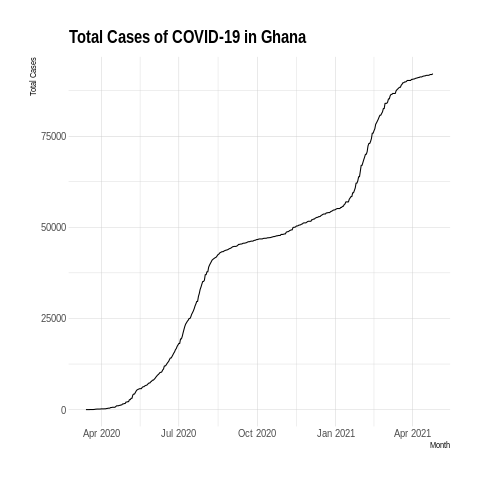 Total Cases of COVID-19 in Ghana
Total Cases
75000
50000
25000
0
Apr 2020 Jul 2020 Oct 2020 Jan 2021 Apr 2021
Month